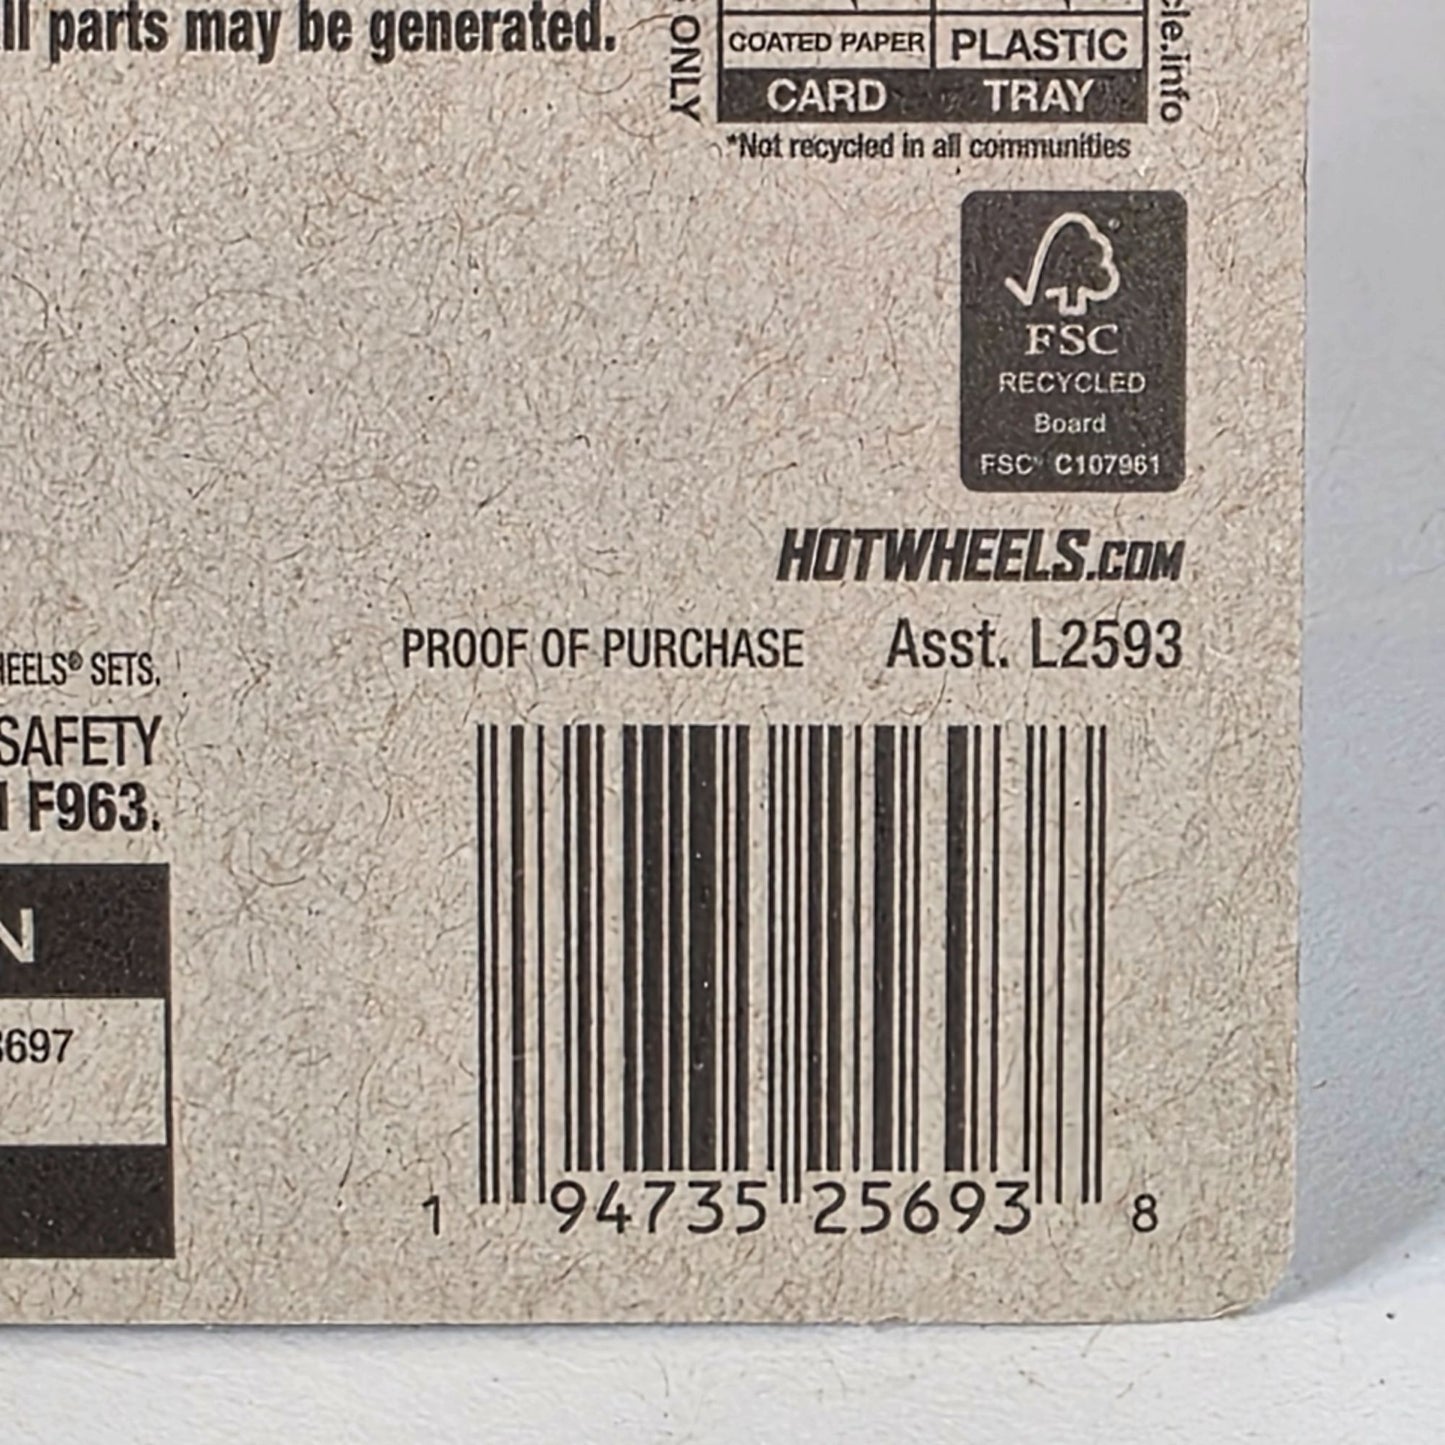 ll parts may be generated.
ONLY
COATED PAPER
PLASTIC
CARD
TRAY
*Not recycled in all communities
cle.info
FSC
RECYCLED
Board
FSC® C107961
HOTWHEELS.COM
PROOF OF PURCHASE Asst. L2593
HEELS® SETS.
SAFETY
F963.
N
3697
1 94735 25693 8